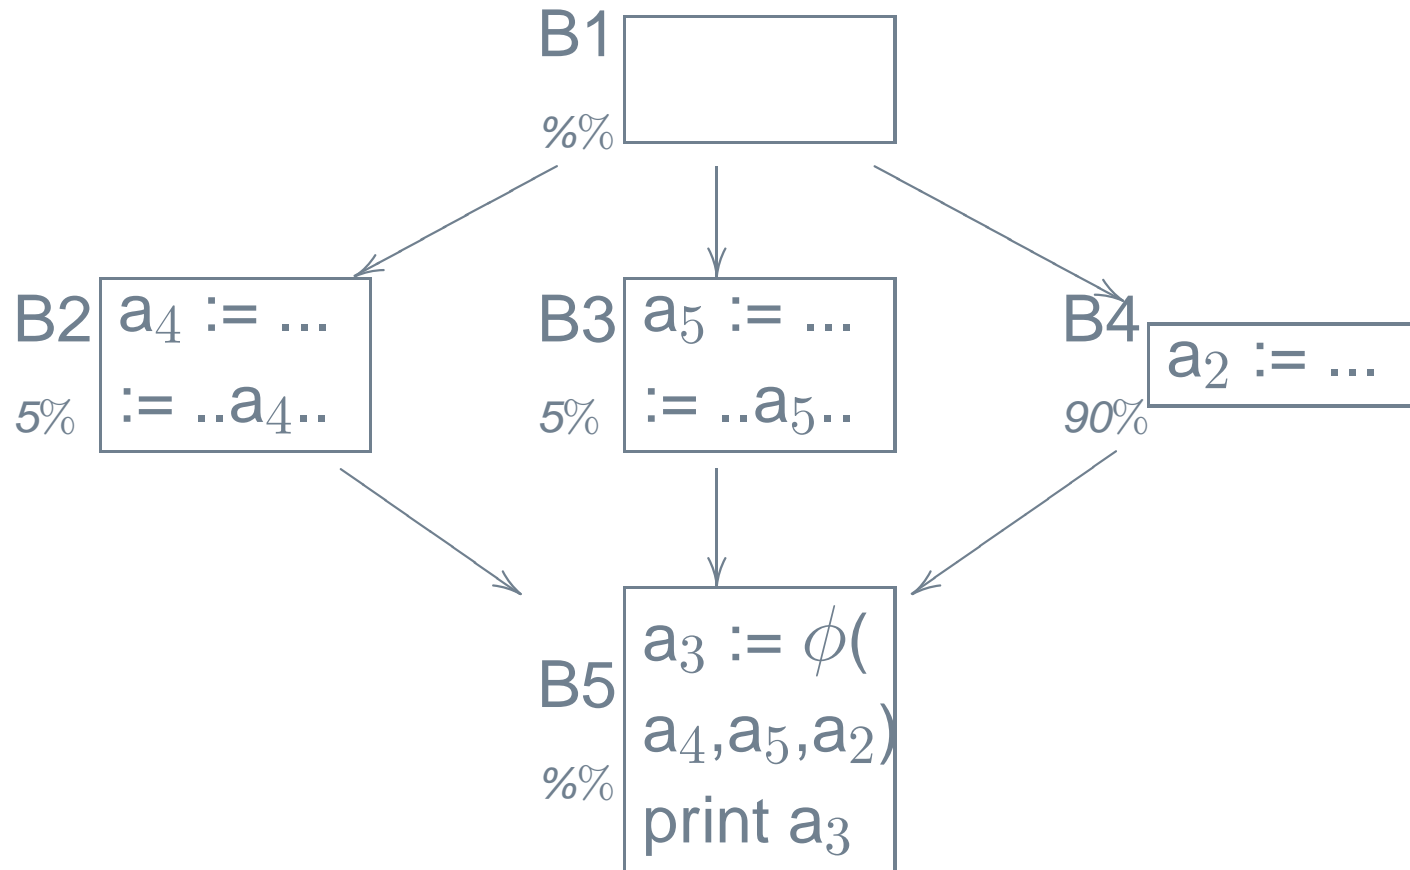 B1
%%
B2
a₄ := ...
:= ..a₄..
5%
B3
a₅ := ...
:= ..a₅..
5%
B4
a₂ := ...
90%
B5
a₃ := ϕ(
a₄,a₅,a₂)
%%
print a₃